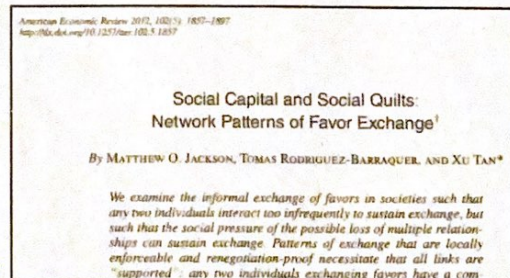 American Economic Review 2012, 102(5): 1857–1897
http://dx.doi.org/10.1257/aer.102.5.1857
Social Capital and Social Quilts:
Network Patterns of Favor Exchange†
By MATTHEW O. JACKSON, TOMAS RODRIGUEZ-BARRAQUER, AND XU TAN*
We examine the informal exchange of favors in societies such that
any two individuals interact too infrequently to sustain exchange, but
such that the social pressure of the possible loss of multiple relation-
ships can sustain exchange. Patterns of exchange that are locally
enforceable and renegotiation-proof necessitate that all links are
"supported": any two individuals exchanging favors have a com-